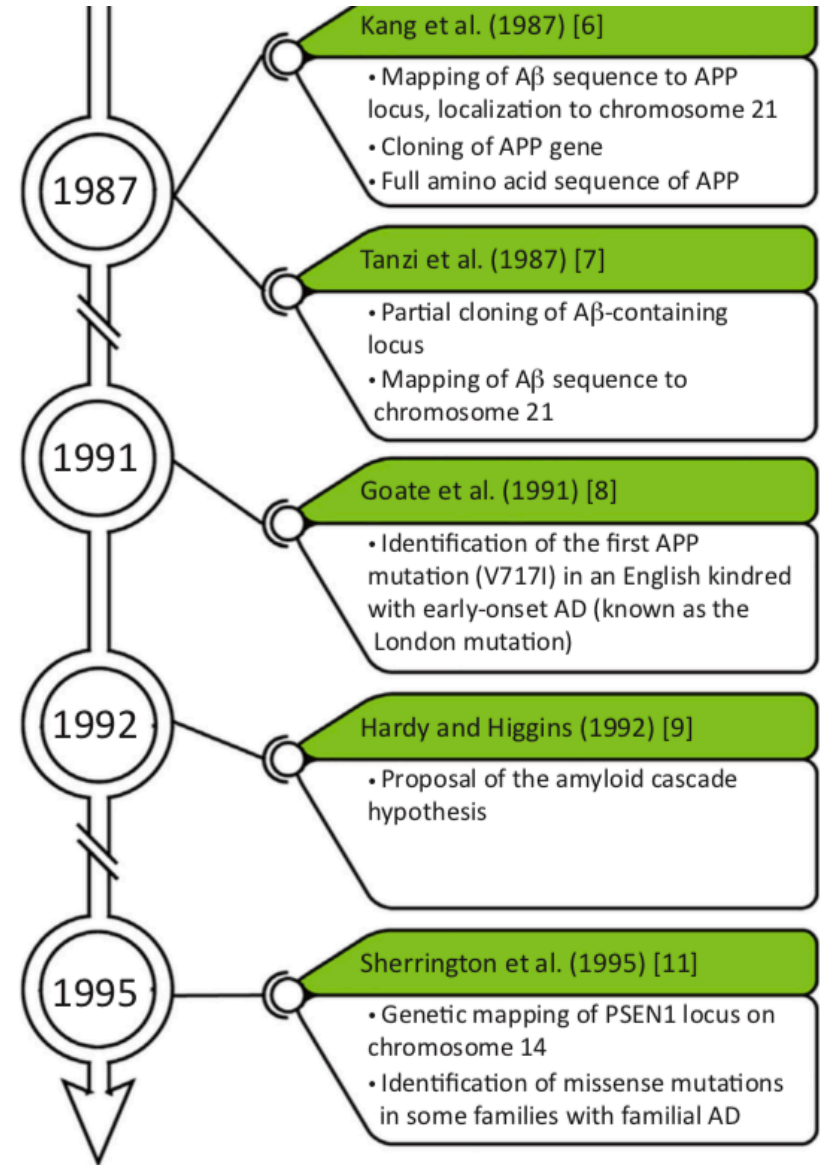 Kang et al. (1987) [6]
• Mapping of Aβ sequence to APP
locus, localization to chromosome 21
• Cloning of APP gene
• Full amino acid sequence of APP
1987
Tanzi et al. (1987) [7]
• Partial cloning of Aβ-containing
locus
• Mapping of Aβ sequence to
chromosome 21
1991
Goate et al. (1991) [8]
• Identification of the first APP
mutation (V717I) in an English kindred
with early-onset AD (known as the
London mutation)
1992
Hardy and Higgins (1992) [9]
• Proposal of the amyloid cascade
hypothesis
1995
Sherrington et al. (1995) [11]
• Genetic mapping of PSEN1 locus on
chromosome 14
• Identification of missense mutations
in some families with familial AD